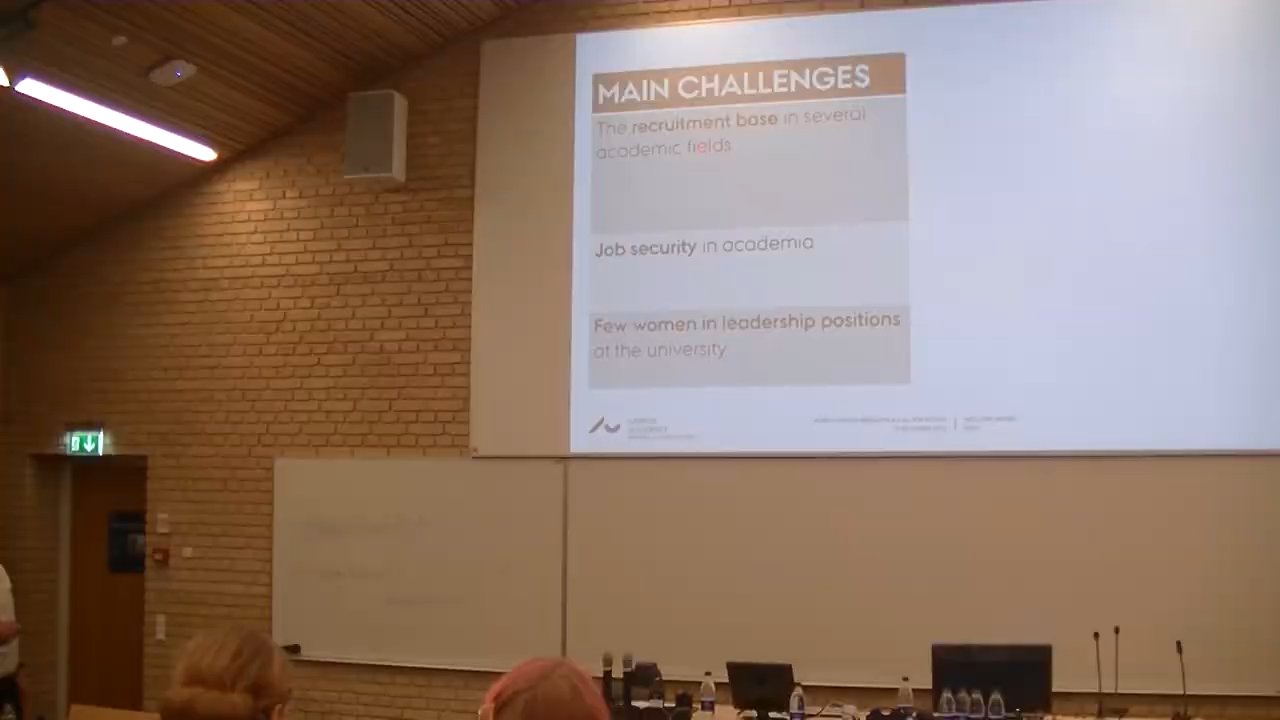 MAIN CHALLENGES
The recruitment base in several
academic fields
Job security in academia
Few women in leadership positions
at the university